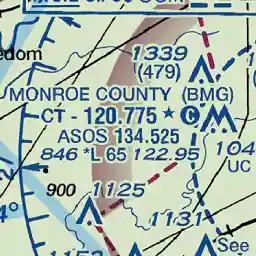 edom
1339
(479)
MONROE COUNTY (BMG)
CT - 120.775 ★ C
ASOS 134.525
846 *L 65 122.95
104
UC
900
1125
4°
1131
See